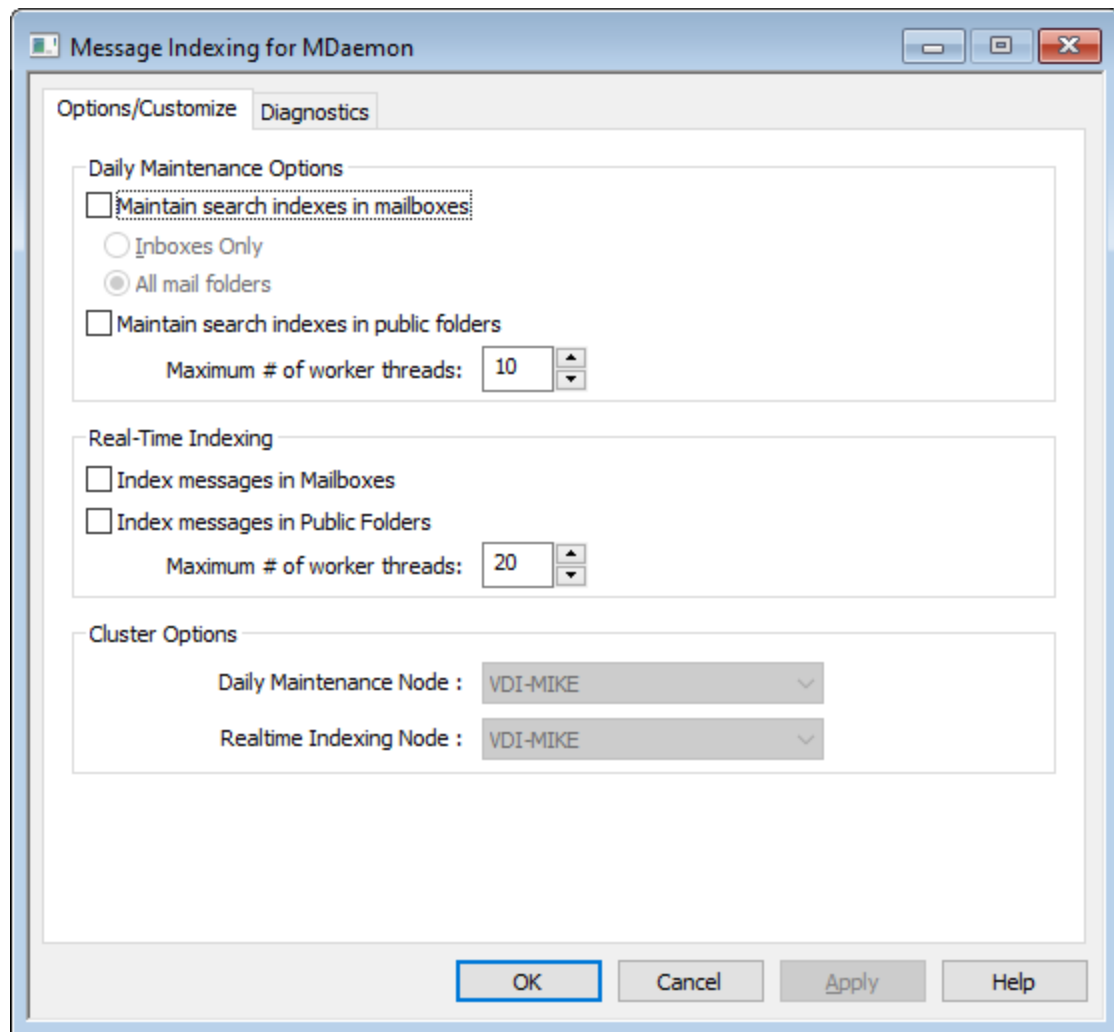 Message Indexing for MDaemon
Options/Customize
Diagnostics
Daily Maintenance Options
Maintain search indexes in mailboxes
Inboxes Only
All mail folders
Maintain search indexes in public folders
Maximum # of worker threads: 10
Real-Time Indexing
Index messages in Mailboxes
Index messages in Public Folders
Maximum # of worker threads: 20
Cluster Options
Daily Maintenance Node : VDI-MIKE
Realtime Indexing Node : VDI-MIKE
OK
Cancel
Apply
Help